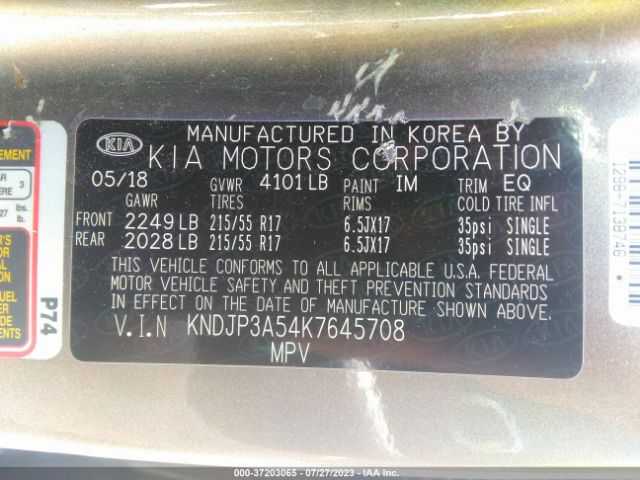 MANUFACTURED IN KOREA BY
KIA KIA MOTORS CORPORATION
05/18 GVWR 4101 LB PAINT IM TRIM EQ
GAWR TIRES RIMS COLD TIRE INFL
FRONT 2249 LB 215/55 R17 6.5JX17 35psi SINGLE
REAR 2028 LB 215/55 R17 6.5JX17 35psi SINGLE
THIS VEHICLE CONFORMS TO ALL APPLICABLE U.S.A. FEDERAL
MOTOR VEHICLE SAFETY AND THEFT PREVENTION STANDARDS
IN EFFECT ON THE DATE OF MANUFACTURE SHOWN ABOVE.
V.I.N KNDJP3A54K7645708
MPV
P74
000-37203065 / 07/27/2023 / IAA Inc.